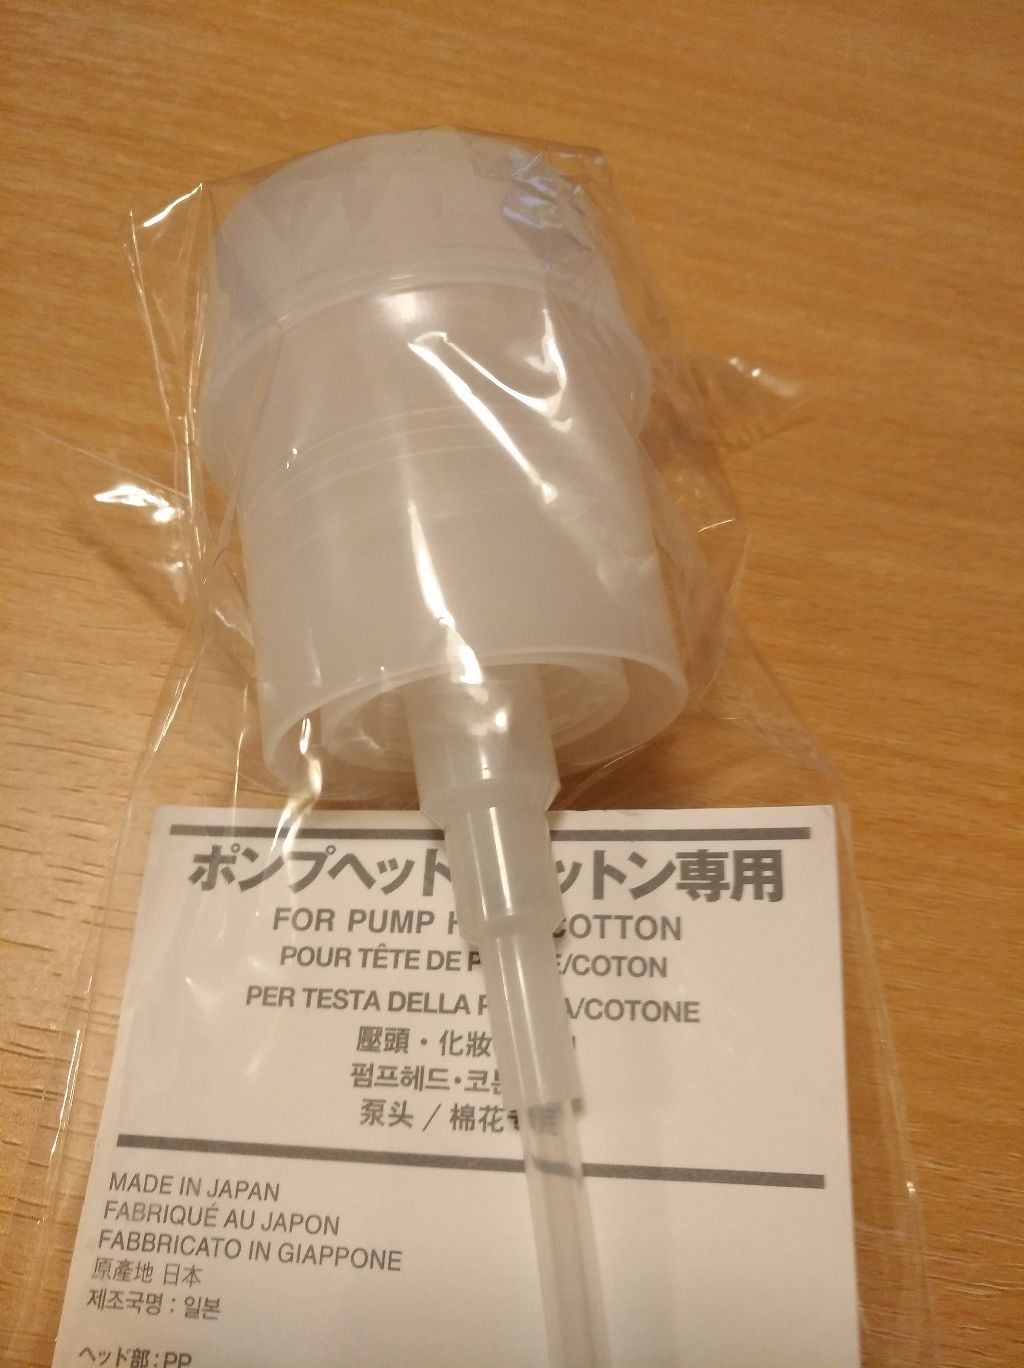 ポンプヘット ットン専用
FOR PUMP COTTON
POUR TÊTE DE /COTON
PER TESTA DELLA /COTONE
壓頭・化妝
펌프헤드・코
泵头 / 棉花
MADE IN JAPAN
FABRIQUÉ AU JAPON
FABBRICATO IN GIAPPONE
原產地 日本
제조국명 : 일본
ヘッド部 : PP